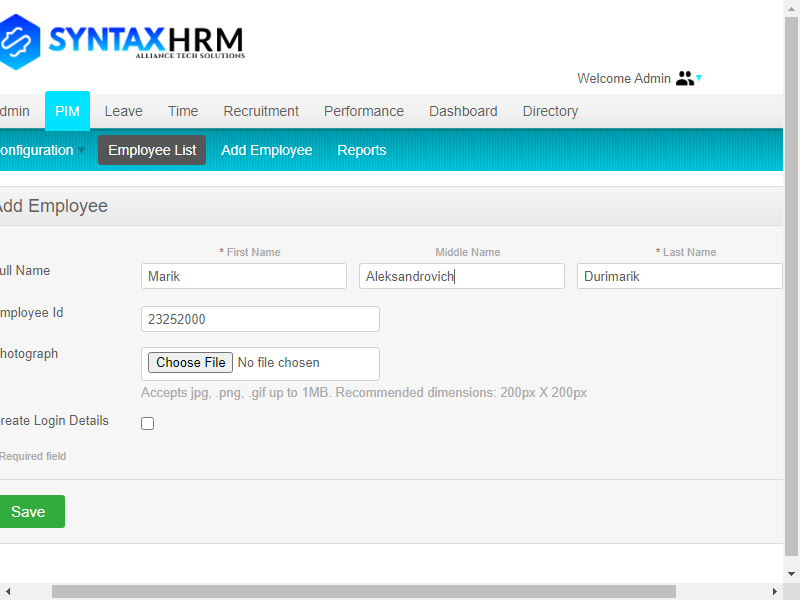 SYNTAXHRM
ALLIANCE TECH SOLUTIONS
Welcome Admin
dmin PIM Leave Time Recruitment Performance Dashboard Directory
onfiguration Employee List Add Employee Reports
Add Employee
* First Name Middle Name * Last Name
ull Name Marik Aleksandrovich Durimarik
mployee Id 23252000
hotograph Choose File No file chosen
Accepts jpg, .png, .gif up to 1MB. Recommended dimensions: 200px X 200px
reate Login Details
Required field
Save